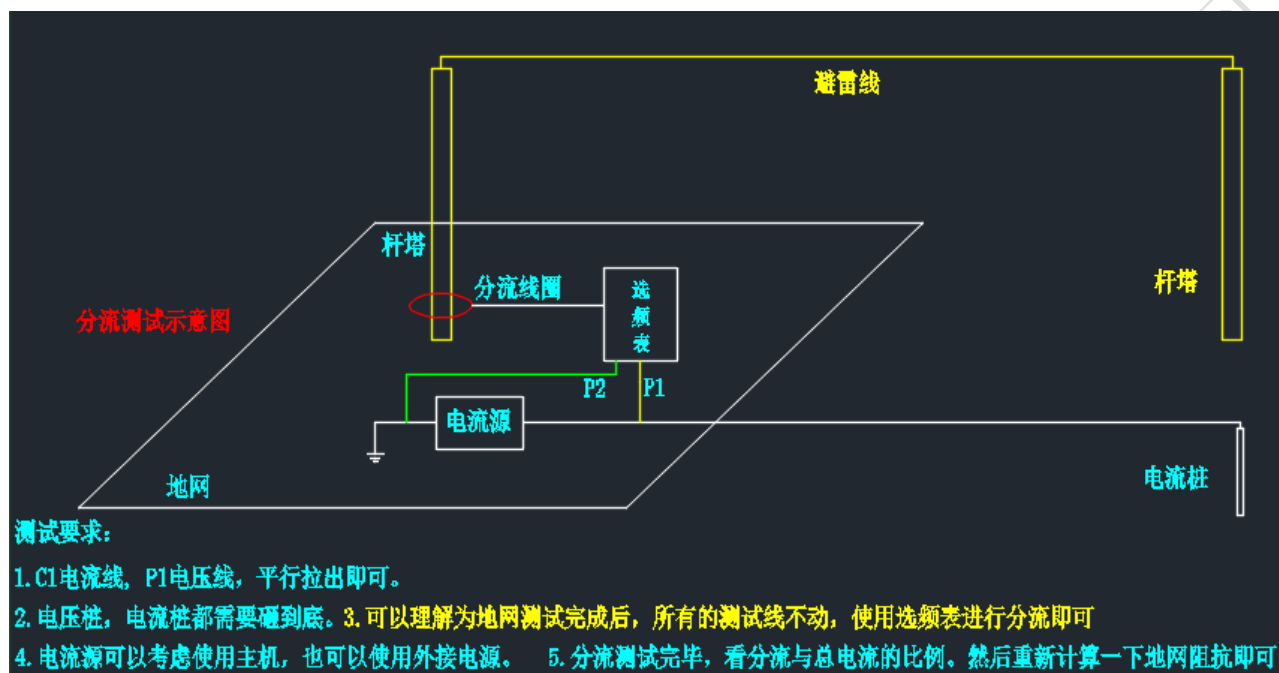 避雷线
杆塔
分流线圈
选频表
杆塔
分流测试示意图
P2
P1
电流源
地网
电流桩
测试要求:
1.C1电流线, P1电压线，平行拉出即可。
2.电压桩，电流桩都需要砸到底。3.可以理解为地网测试完成后，所有的测试线不动，使用选频表进行分流即可
4.电流源可以考虑使用主机，也可以使用外接电源。 5.分流测试完毕，看分流与总电流的比例。然后重新计算一下地网阻抗即可